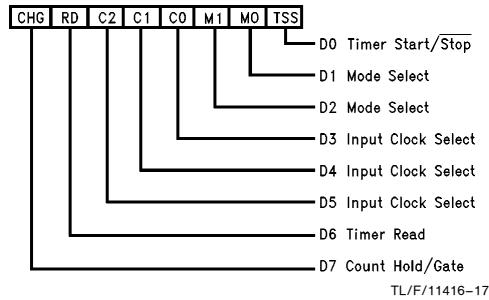 CHG RD C2 C1 C0 M1 M0 TSS
D0 Timer Start/Stop
D1 Mode Select
D2 Mode Select
D3 Input Clock Select
D4 Input Clock Select
D5 Input Clock Select
D6 Timer Read
D7 Count Hold/Gate
TL/F/11416–17